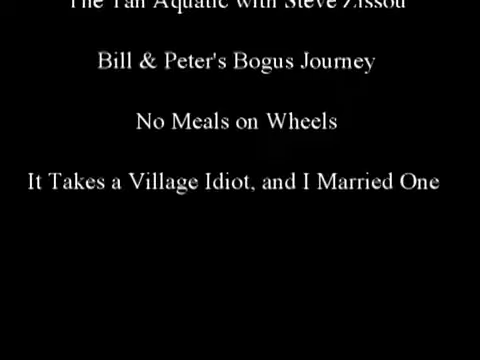 The Tan Aquatic with Steve Zissou
Bill & Peter's Bogus Journey
No Meals on Wheels
It Takes a Village Idiot, and I Married One